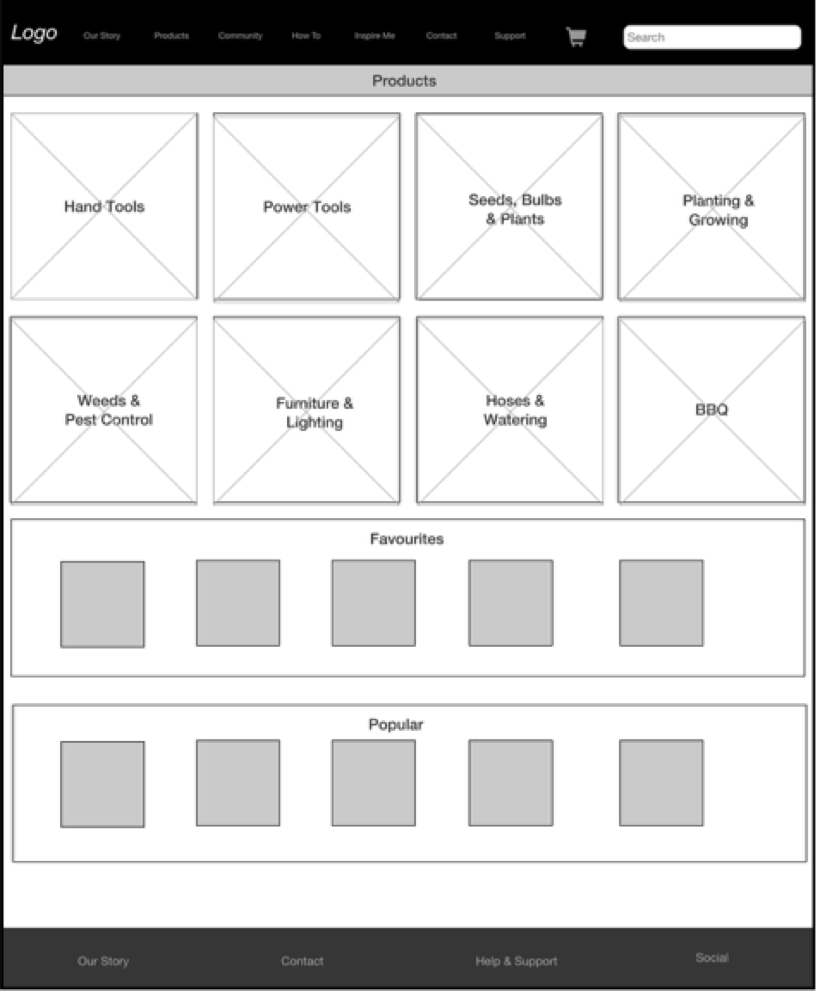 Logo
Our Story
Products
Community
How To
Inspire Me
Contact
Support
Search
Products
Hand Tools
Power Tools
Seeds, Bulbs
& Plants
Planting &
Growing
Weeds &
Pest Control
Furniture &
Lighting
Hoses &
Watering
BBQ
Favourites
Popular
Our Story
Contact
Help & Support
Social